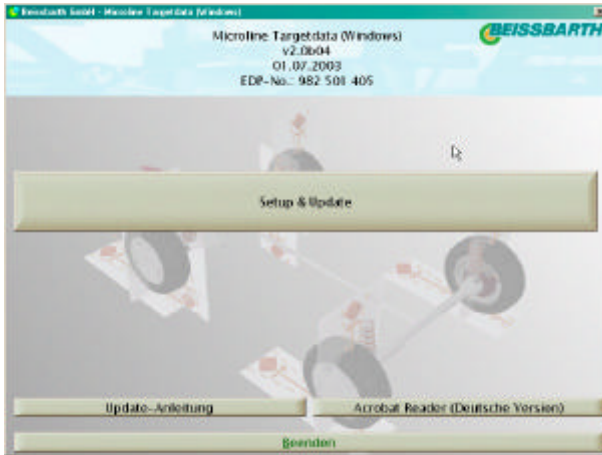 Beissbarth GmbH - Microline Targetdata (Windows)
Microline Targetdata (Windows)
v2.0b04
01.07.2003
EDP-No.: 982 501 405
BEISSBARTH
Setup & Update
Update-Anleitung
Acrobat Reader (Deutsche Version)
Beenden